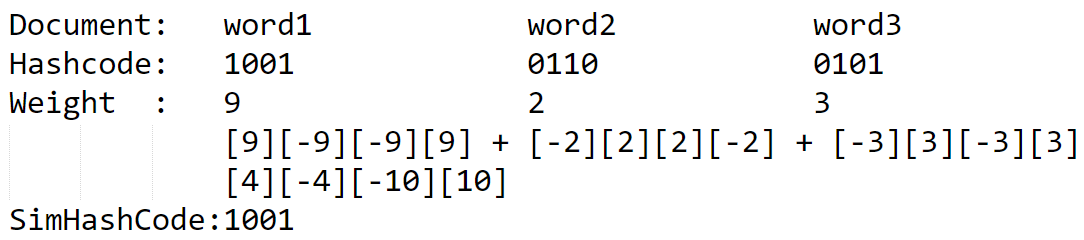 Document:   word1              word2             word3
Hashcode:   1001               0110              0101
Weight  :   9                  2                 3
            [9][-9][-9][9] + [-2][2][2][-2] + [-3][3][-3][3]
            [4][-4][-10][10]
SimHashCode:1001